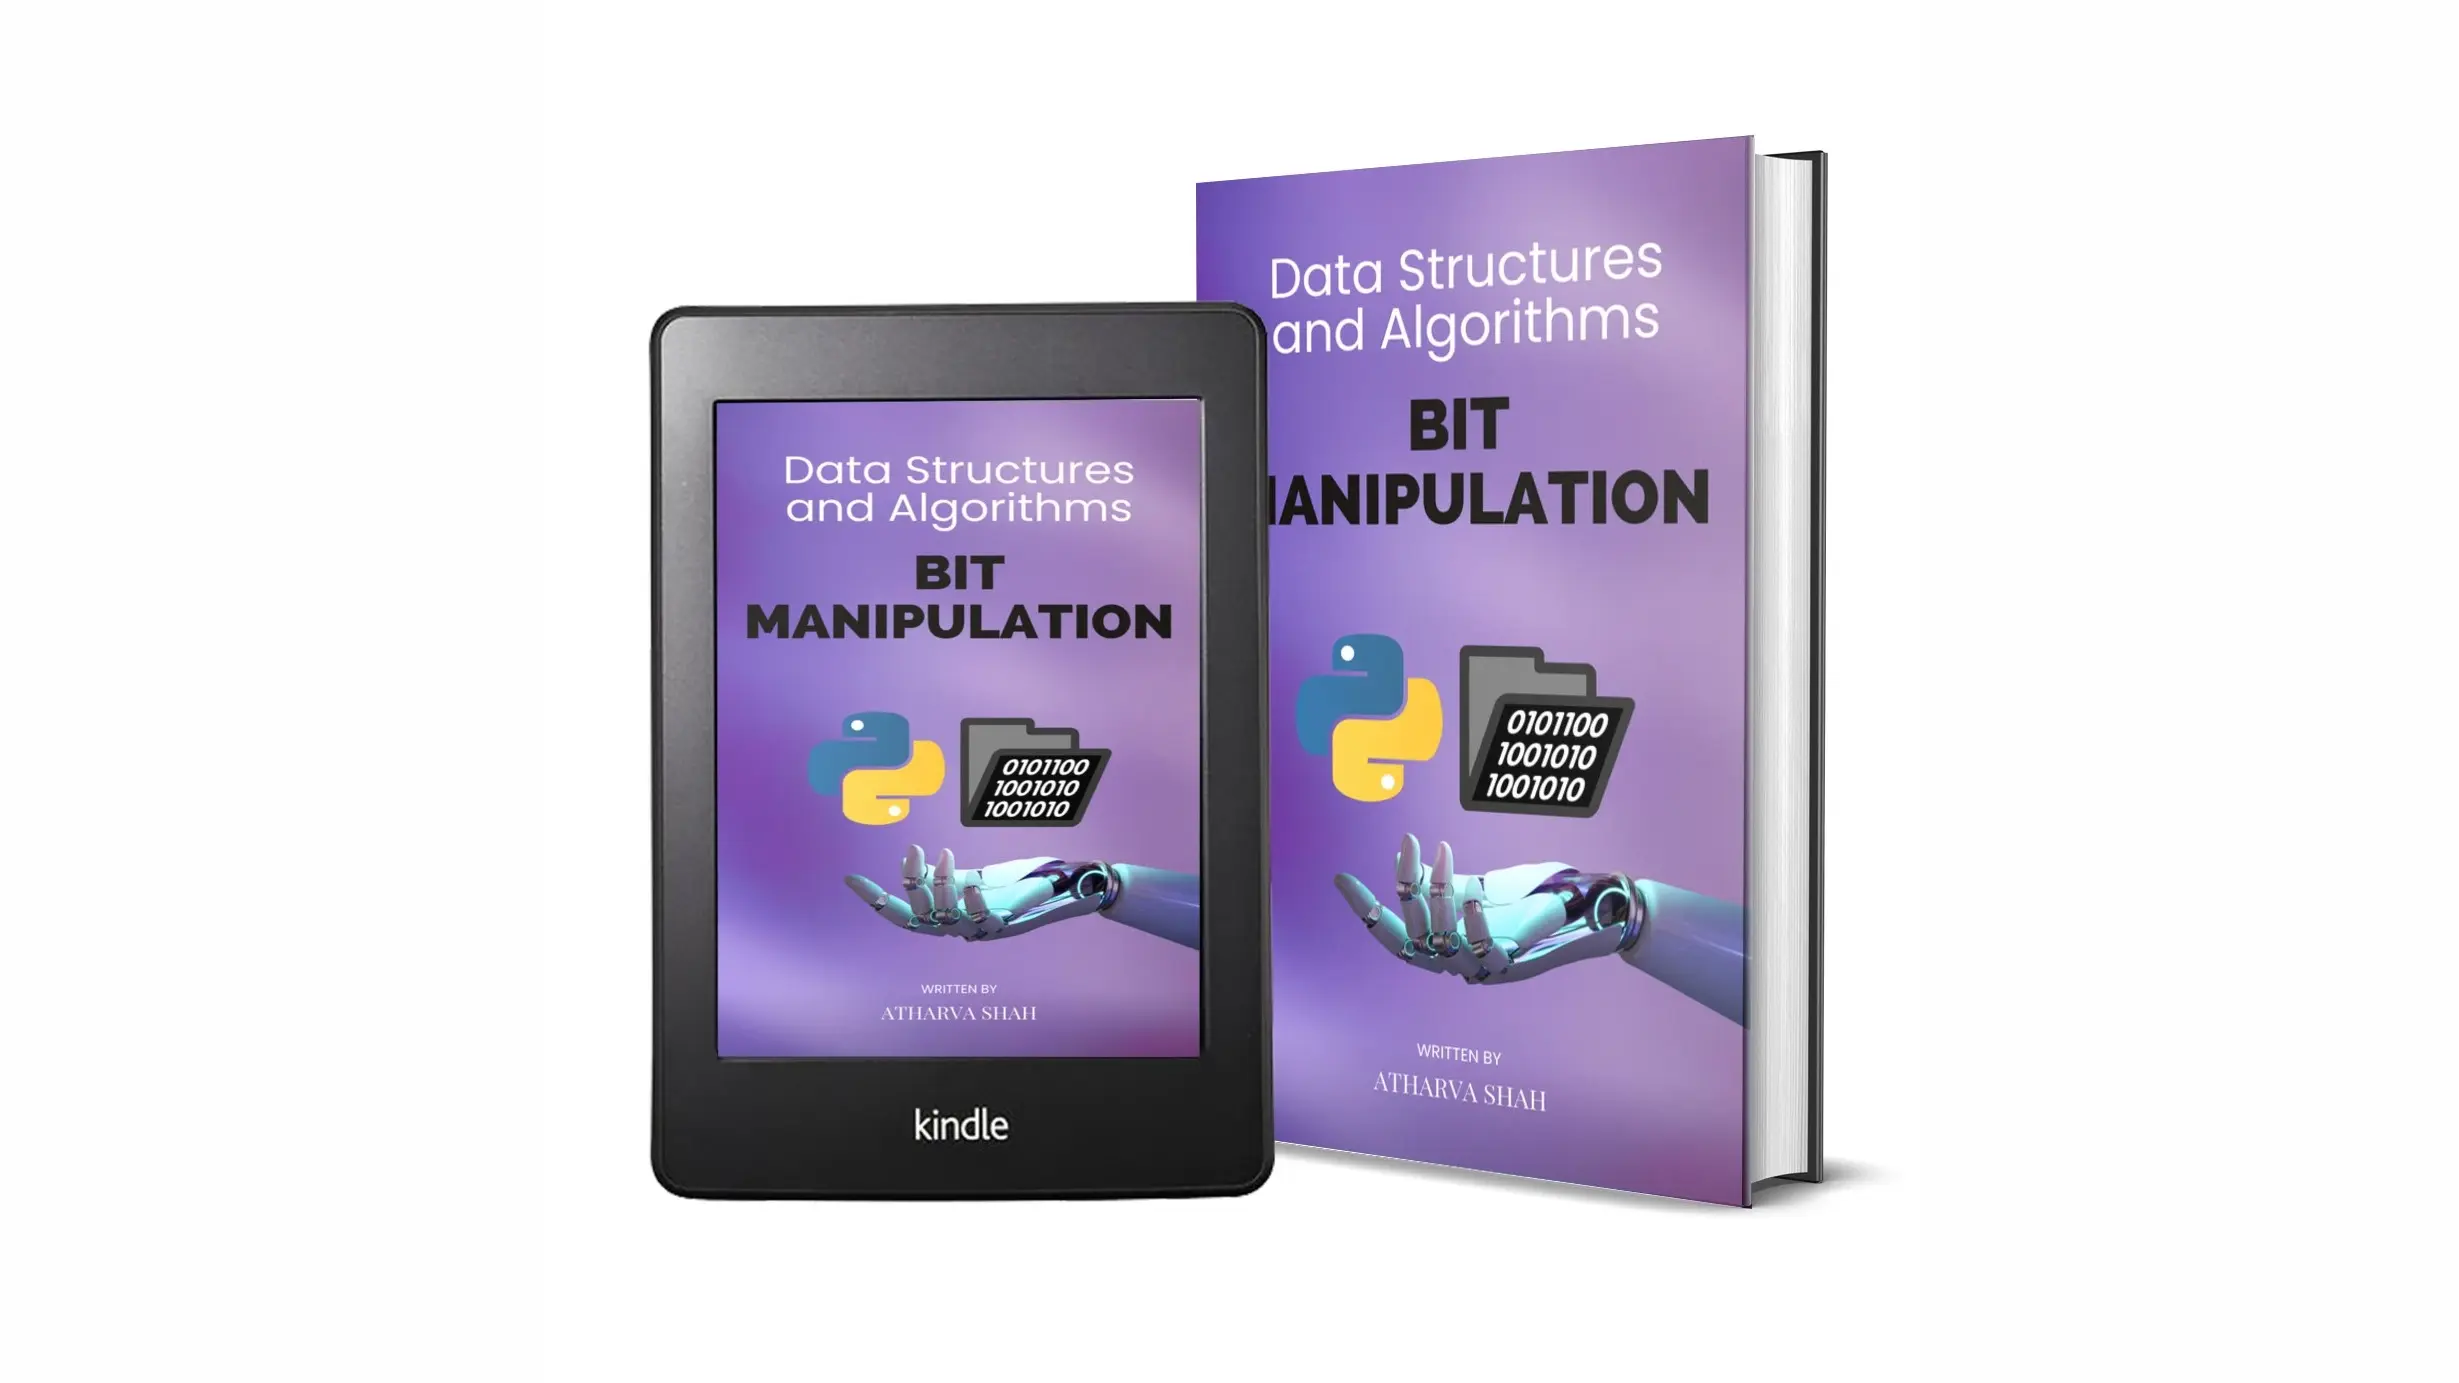 Data Structures
and Algorithms
BIT
MANIPULATION
0101100
1001010
1001010
WRITTEN BY
ATHARVA SHAH
kindle
Data Structures
and Algorithms
BIT
ANIPULATION
0101100
1001010
1001010
WRITTEN BY
ATHARVA SHAH